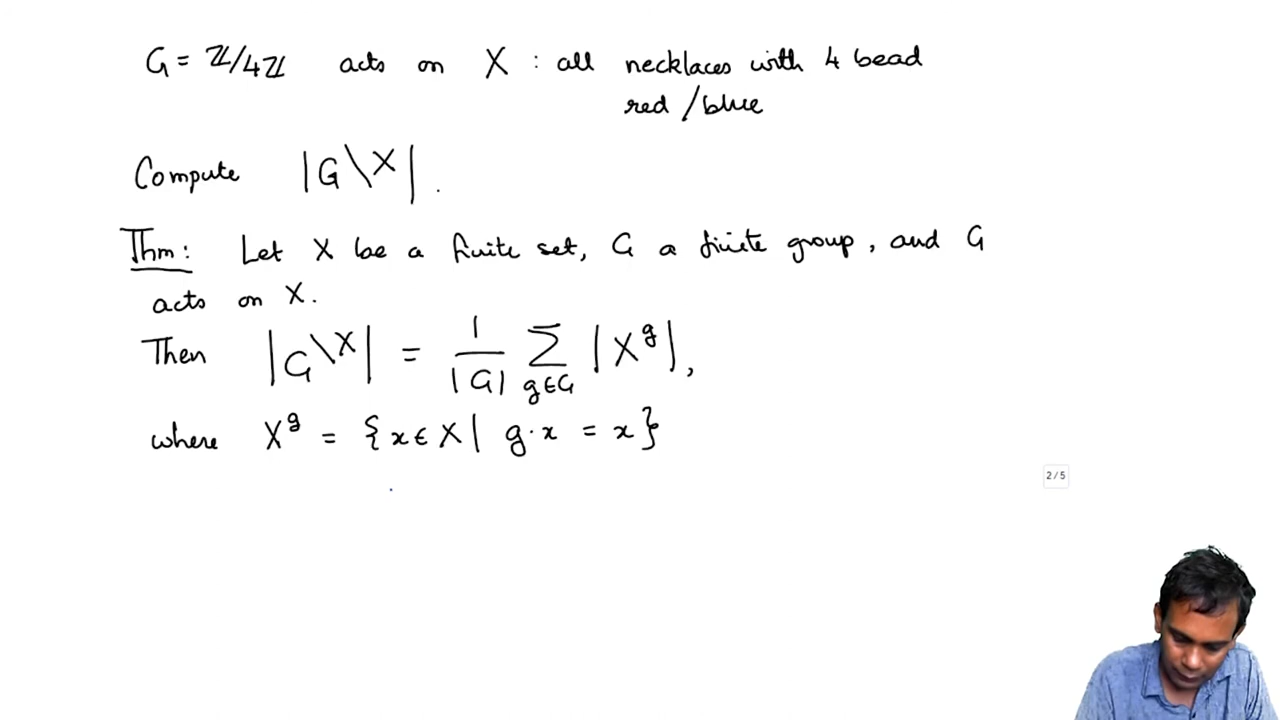 G = ℤ/4ℤ acts on X : all necklaces with 4 bead
red / blue
Compute |G\X|.
Thm: Let X be a finite set, G a finite group, and G
acts on X.
Then |G\X| = 1/|G| ∑_{g∈G} |X^g|,
where X^g = {x ∈ X | g·x = x}
2/5